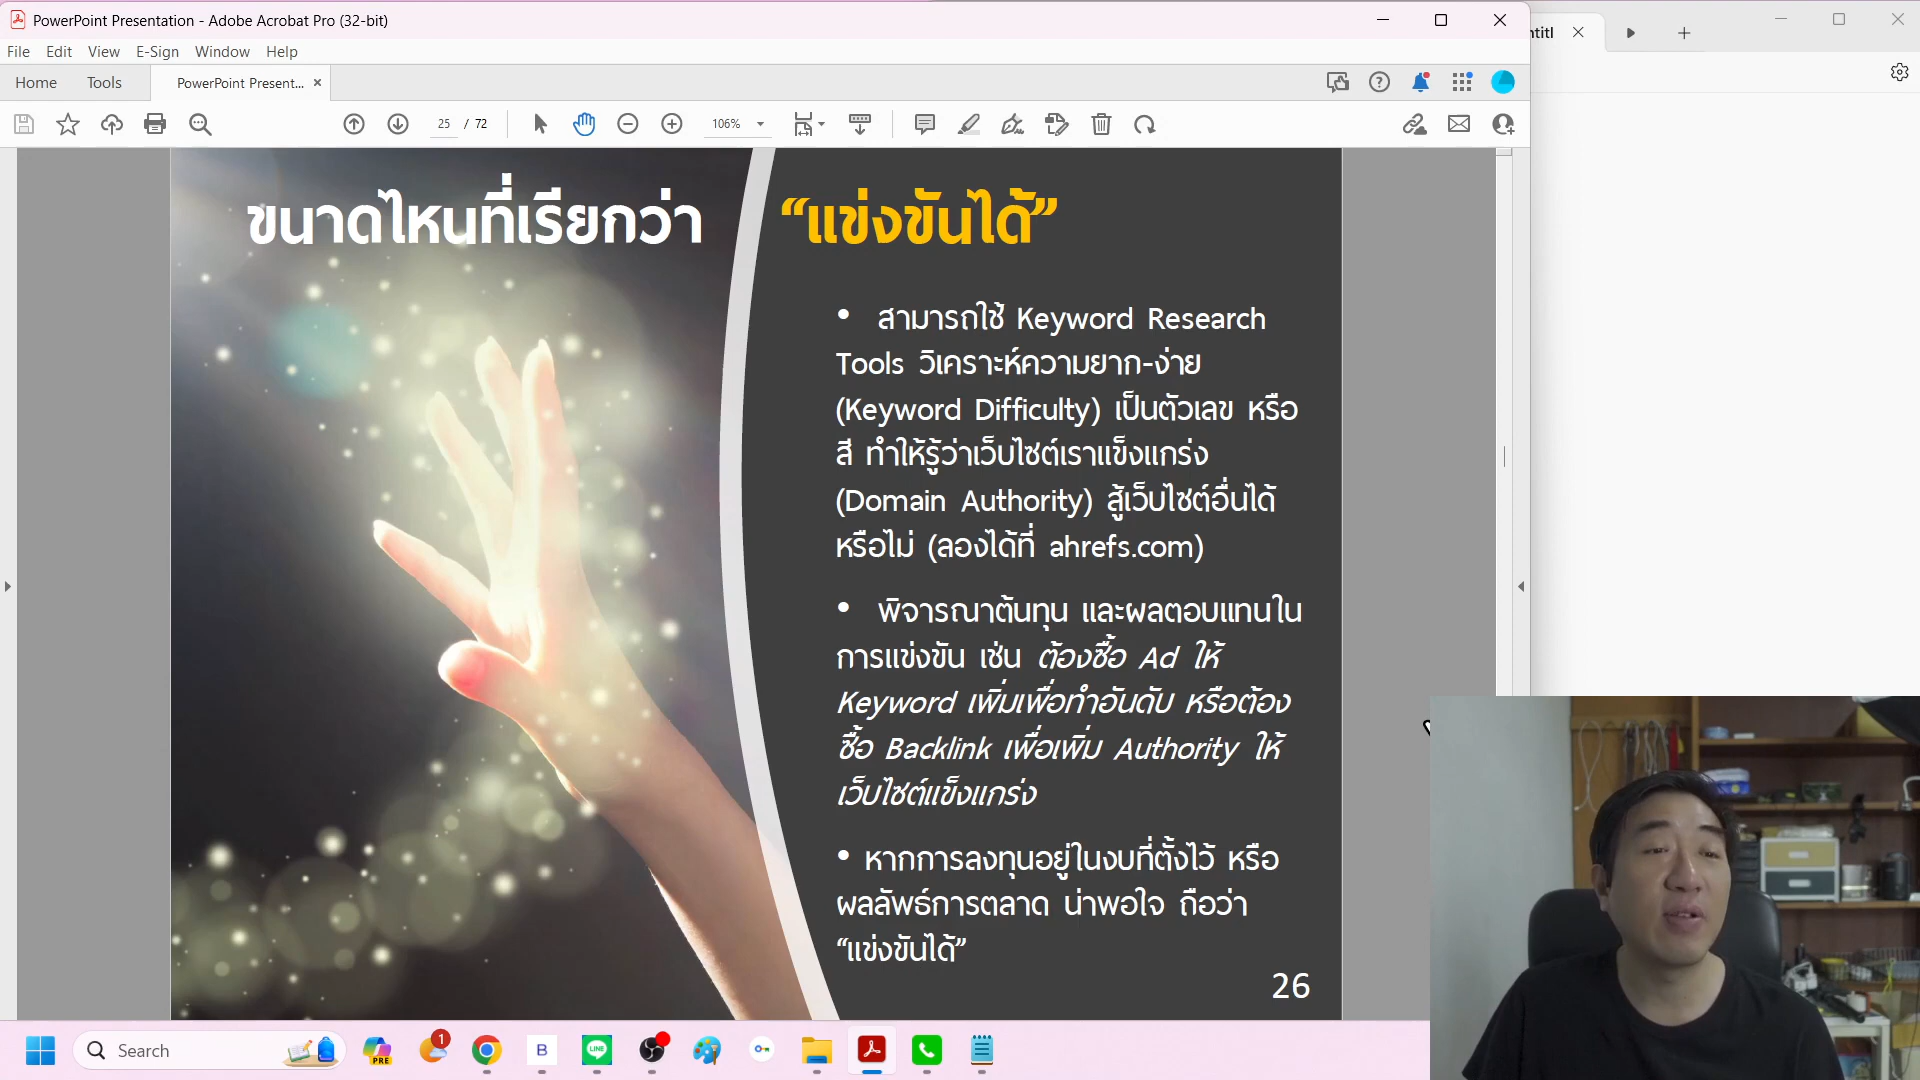 PowerPoint Presentation - Adobe Acrobat Pro (32-bit)
ntitl
File Edit View E-Sign Window Help
Home Tools PowerPoint Present...
25 / 72 106%
ขนาดไหนที่เรียกว่า “แข่งขันได้”
• สามารถใช้ Keyword Research
Tools วิเคราะห์ความยาก-ง่าย
(Keyword Difficulty) เป็นตัวเลข หรือ
สี ทำให้รู้ว่าเว็บไซต์เราแข็งแกร่ง
(Domain Authority) สู้เว็บไซต์อื่นได้
หรือไม่ (ลองได้ที่ ahrefs.com)
• พิจารณาต้นทุน และผลตอบแทนใน
การแข่งขัน เช่น ต้องซื้อ Ad ให้
Keyword เพิ่มเพื่อทำอันดับ หรือต้อง
ซื้อ Backlink เพื่อเพิ่ม Authority ให้
เว็บไซต์แข็งแกร่ง
• หากการลงทุนอยู่ในงบที่ตั้งไว้ หรือ
ผลลัพธ์การตลาด น่าพอใจ ถือว่า
“แข่งขันได้”
26
Search
PRE
1
B
LINE